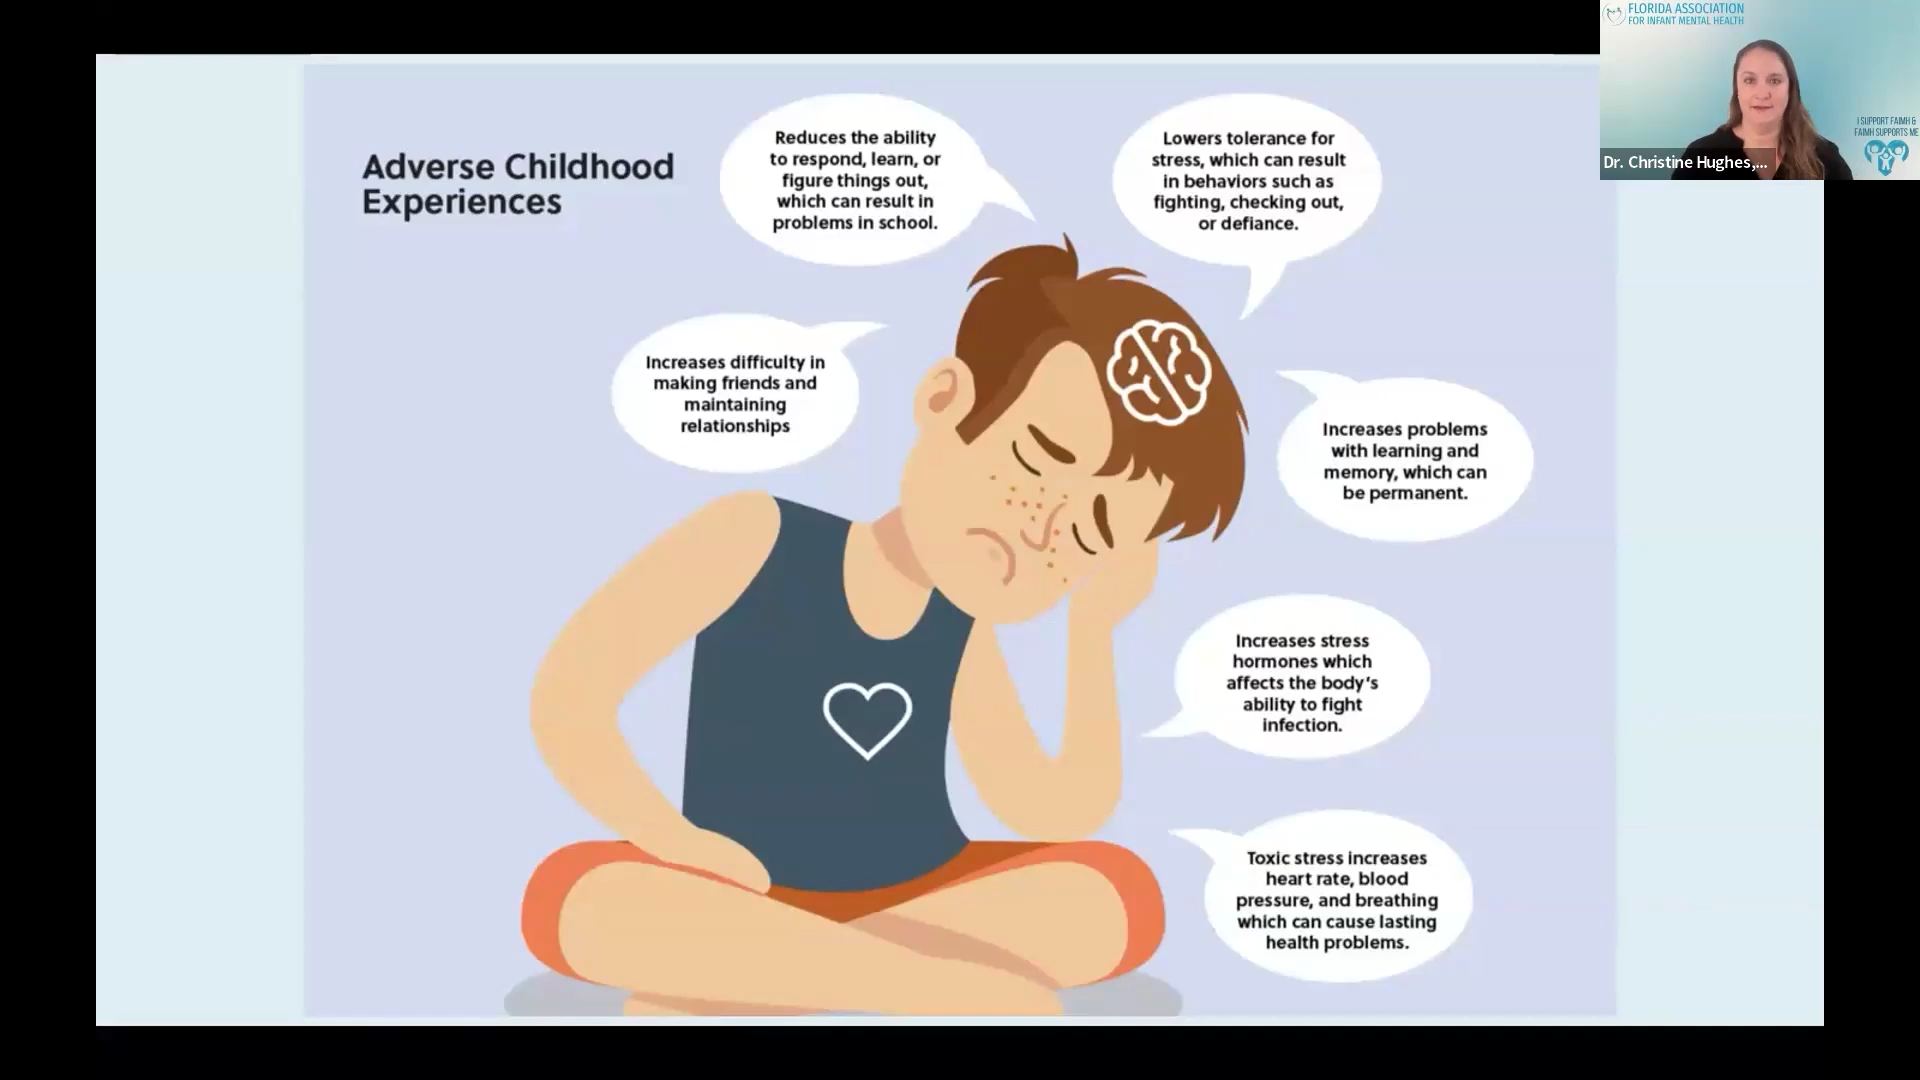 FLORIDA ASSOCIATION
FOR INFANT MENTAL HEALTH
I SUPPORT FAIMH &
FAIMH SUPPORTS ME
Dr. Christine Hughes,...
Adverse Childhood
Experiences
Reduces the ability
to respond, learn, or
figure things out,
which can result in
problems in school.
Lowers tolerance for
stress, which can result
in behaviors such as
fighting, checking out,
or defiance.
Increases difficulty in
making friends and
maintaining
relationships
Increases problems
with learning and
memory, which can
be permanent.
Increases stress
hormones which
affects the body's
ability to fight
infection.
Toxic stress increases
heart rate, blood
pressure, and breathing
which can cause lasting
health problems.